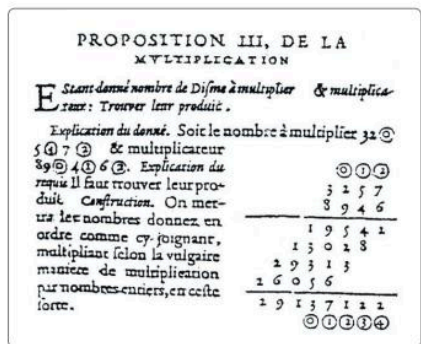 PROPOSITION III, DE LA
MVLTIPLICATION
EStant donné nombre de Disme à multiplier & multiplica-
teur: Trouver leur produit.
Explication du donné. Soit le nombre à multiplier 32⓪
5①7② & multiplicateur
89⓪4①6②. Explication du
requis Il faut trouver leur pro-
duit Construction. On met-
tra les nombres donnez en
ordre comme cy-joignant,
multipliant selon la vulgaire
maniere de multiplication
par nombres entiers, en ceste
sorte.
⓪①②
3 2 5 7
8 9 4 6
1 9 5 4 2
1 3 0 2 8
2 9 3 1 3
2 6 0 5 6
2 9 1 3 7 1 2 2
⓪①②③④